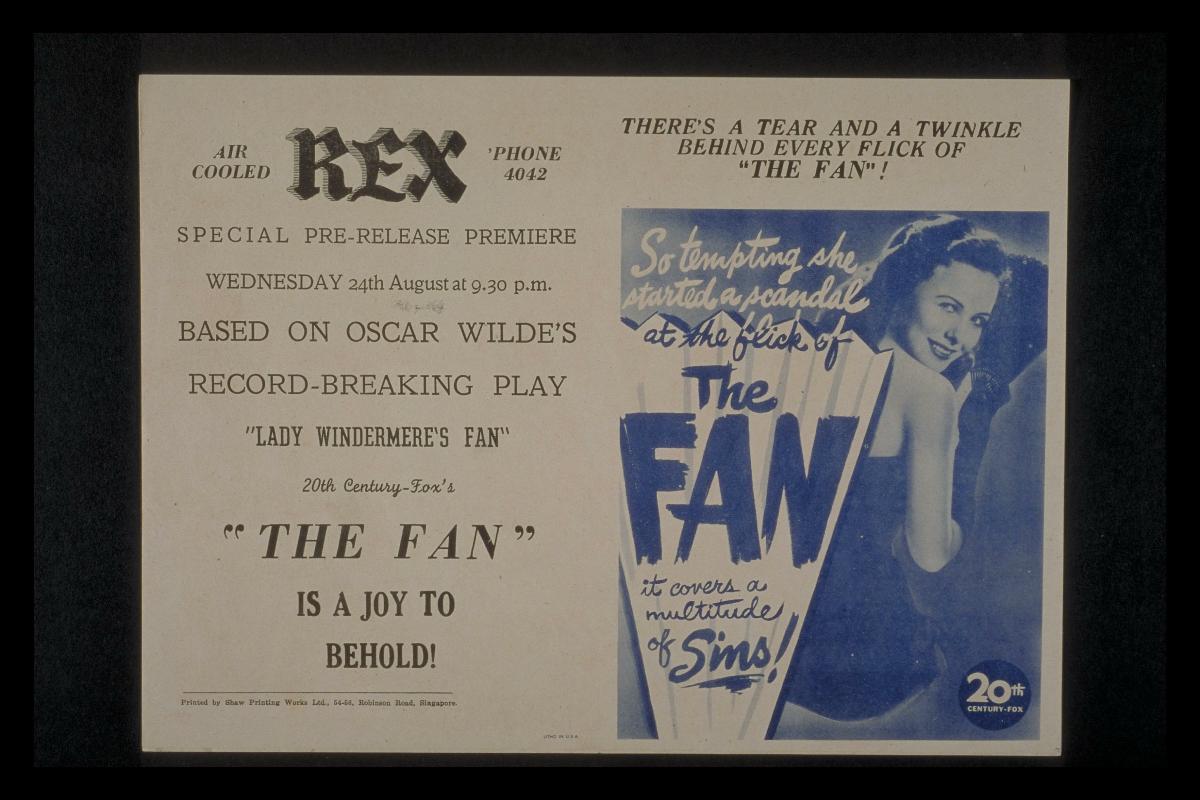 AIR
COOLED
REX
'PHONE
4042
SPECIAL PRE-RELEASE PREMIERE
WEDNESDAY 24th August at 9.30 p.m.
BASED ON OSCAR WILDE'S
RECORD-BREAKING PLAY
"LADY WINDERMERE'S FAN"
20th Century-Fox's
"THE FAN"
IS A JOY TO
BEHOLD!
Printed by Shaw Printing Works Ltd., 54-58, Robinson Road, Singapore.
LITHO IN U.S.A.
THERE'S A TEAR AND A TWINKLE
BEHIND EVERY FLICK OF
"THE FAN"!
So tempting she
started a scandal
at the flick of
The
FAN
it covers a
multitude
of Sins!
20th
CENTURY-FOX